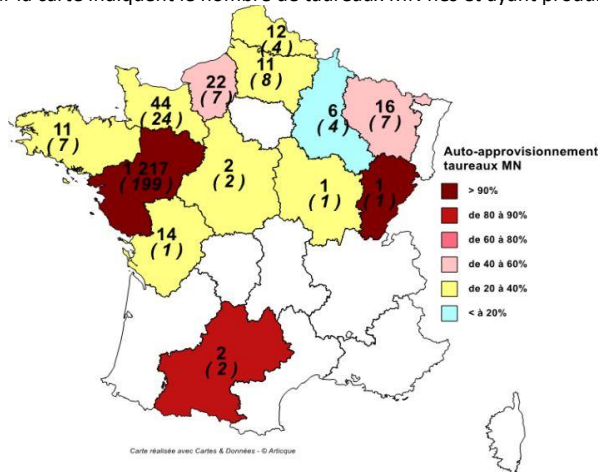 r la carte indiquent le nombre de taureaux MN nés et ayant produ
12
( 4 )
11
( 8 )
22
( 7 )
6
( 4 )
16
( 7 )
44
( 24 )
11
( 7 )
1 217
( 199 )
2
( 2 )
1
( 1 )
1
( 1 )
14
( 1 )
2
( 2 )
Auto-approvisionnement
taureaux MN
> 90%
de 80 à 90%
de 60 à 80%
de 40 à 60%
de 20 à 40%
< à 20%
Carte réalisée avec Cartes & Données - © Articque